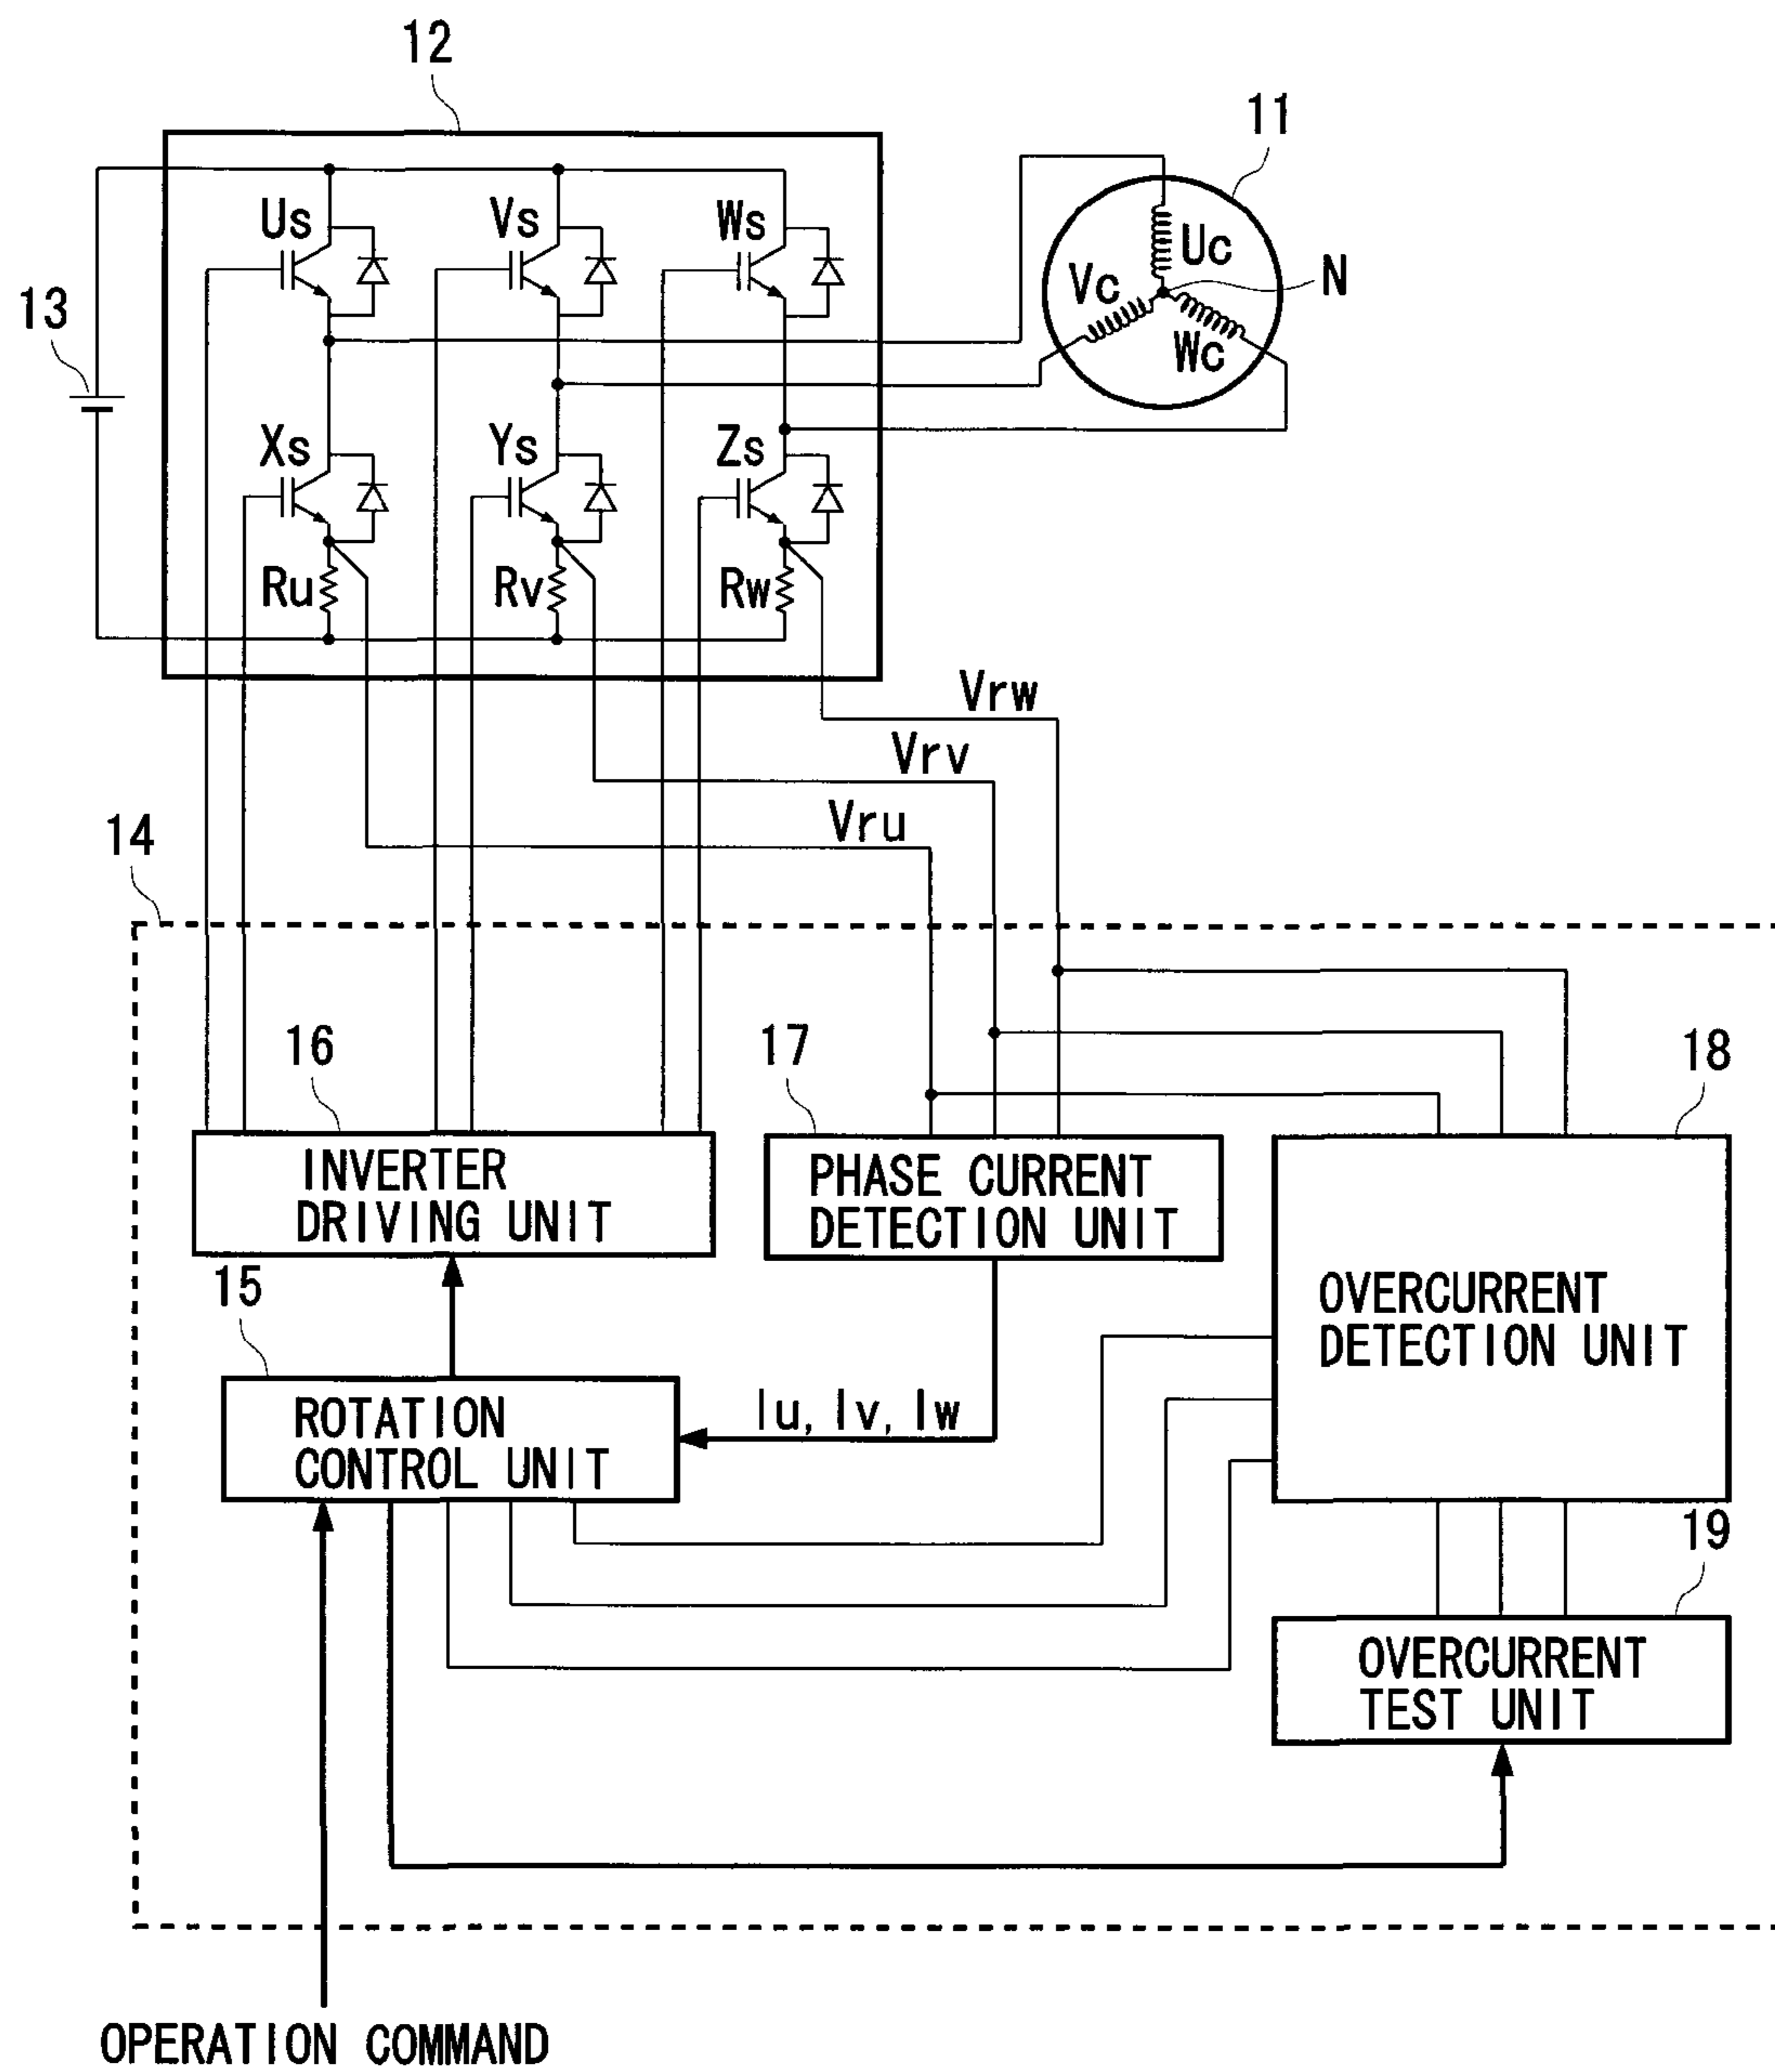 12
11
Us
Vs
Ws
Uc
N
Vc
Wc
13
Xs
Ys
Zs
Ru
Rv
Rw
Vrw
Vrv
Vru
14
16
17
18
INVERTER
DRIVING UNIT
PHASE CURRENT
DETECTION UNIT
OVERCURRENT
DETECTION UNIT
15
ROTATION
CONTROL UNIT
Iu, Iv, Iw
19
OVERCURRENT
TEST UNIT
OPERATION COMMAND